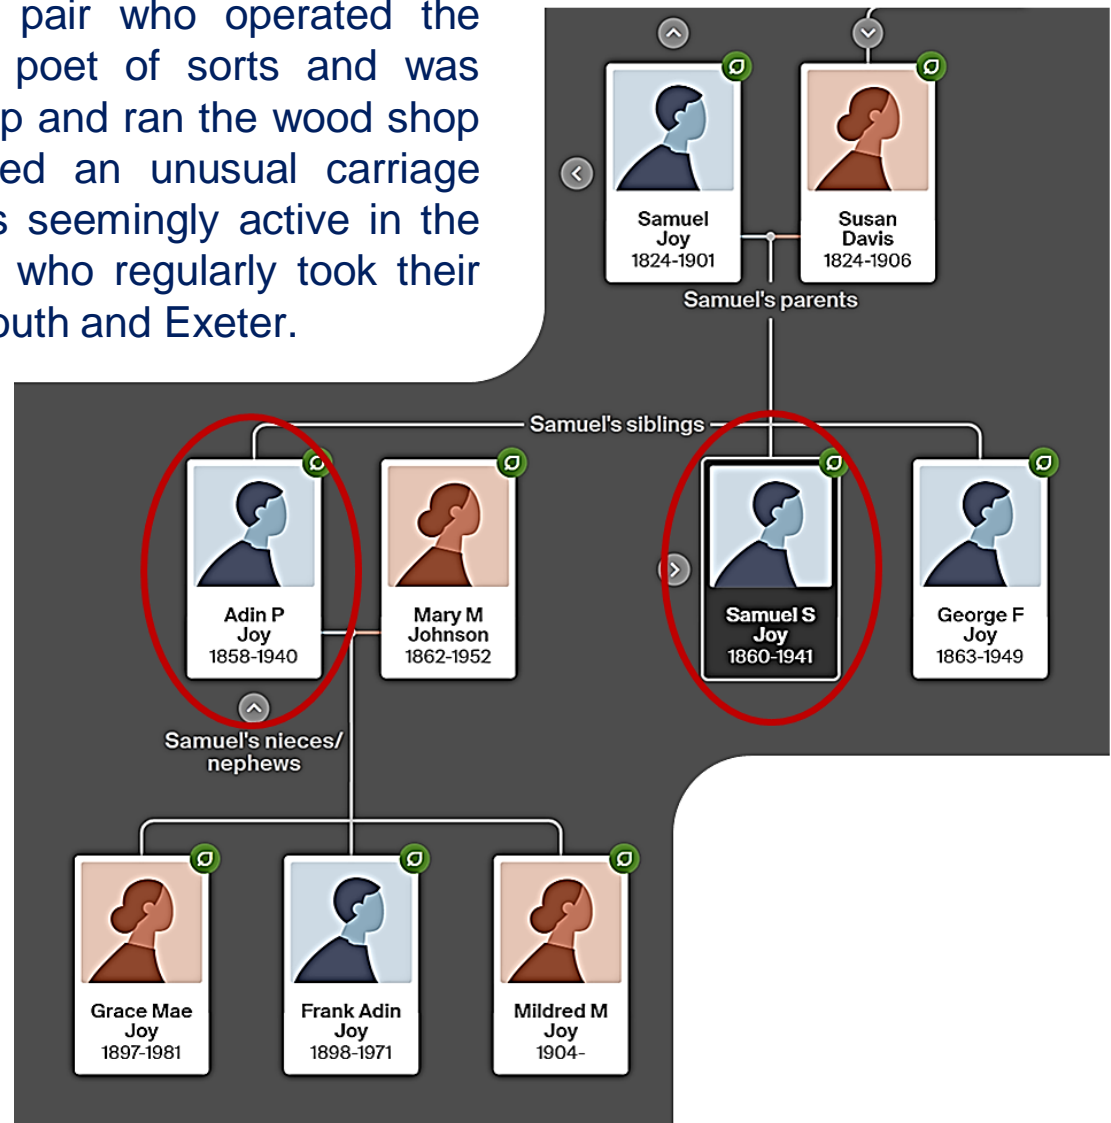 pair who operated the
poet of sorts and was
p and ran the wood shop
ed an unusual carriage
s seemingly active in the
who regularly took their
outh and Exeter.
Samuel
Joy
1824-1901
Susan
Davis
1824-1906
Samuel's parents
Samuel's siblings
Adin P
Joy
1858-1940
Mary M
Johnson
1862-1952
Samuel S
Joy
1860-1941
George F
Joy
1863-1949
Samuel's nieces/
nephews
Grace Mae
Joy
1897-1981
Frank Adin
Joy
1898-1971
Mildred M
Joy
1904-